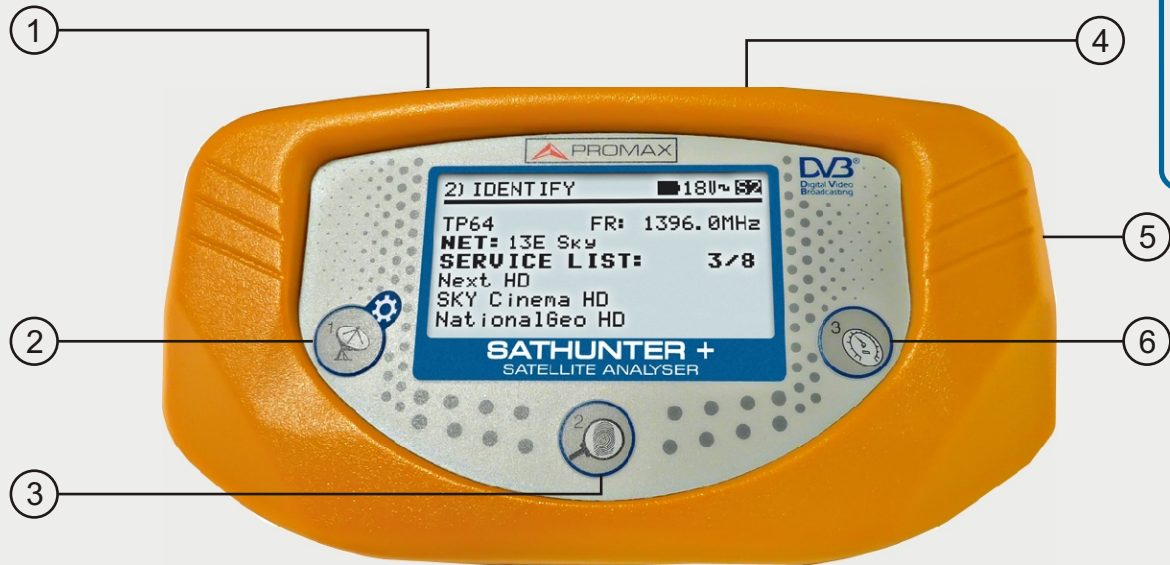 1
4
PROMAX
DVB®
Digital Video
Broadcasting
2) IDENTIFY 18V~ S2
TP64 FR: 1396.0MHz
NET: 13E Sky
SERVICE LIST: 3/8
Next HD
SKY Cinema HD
NationalGeo HD
5
1
2
3
6
SATHUNTER +
SATELLITE ANALYSER
2
3